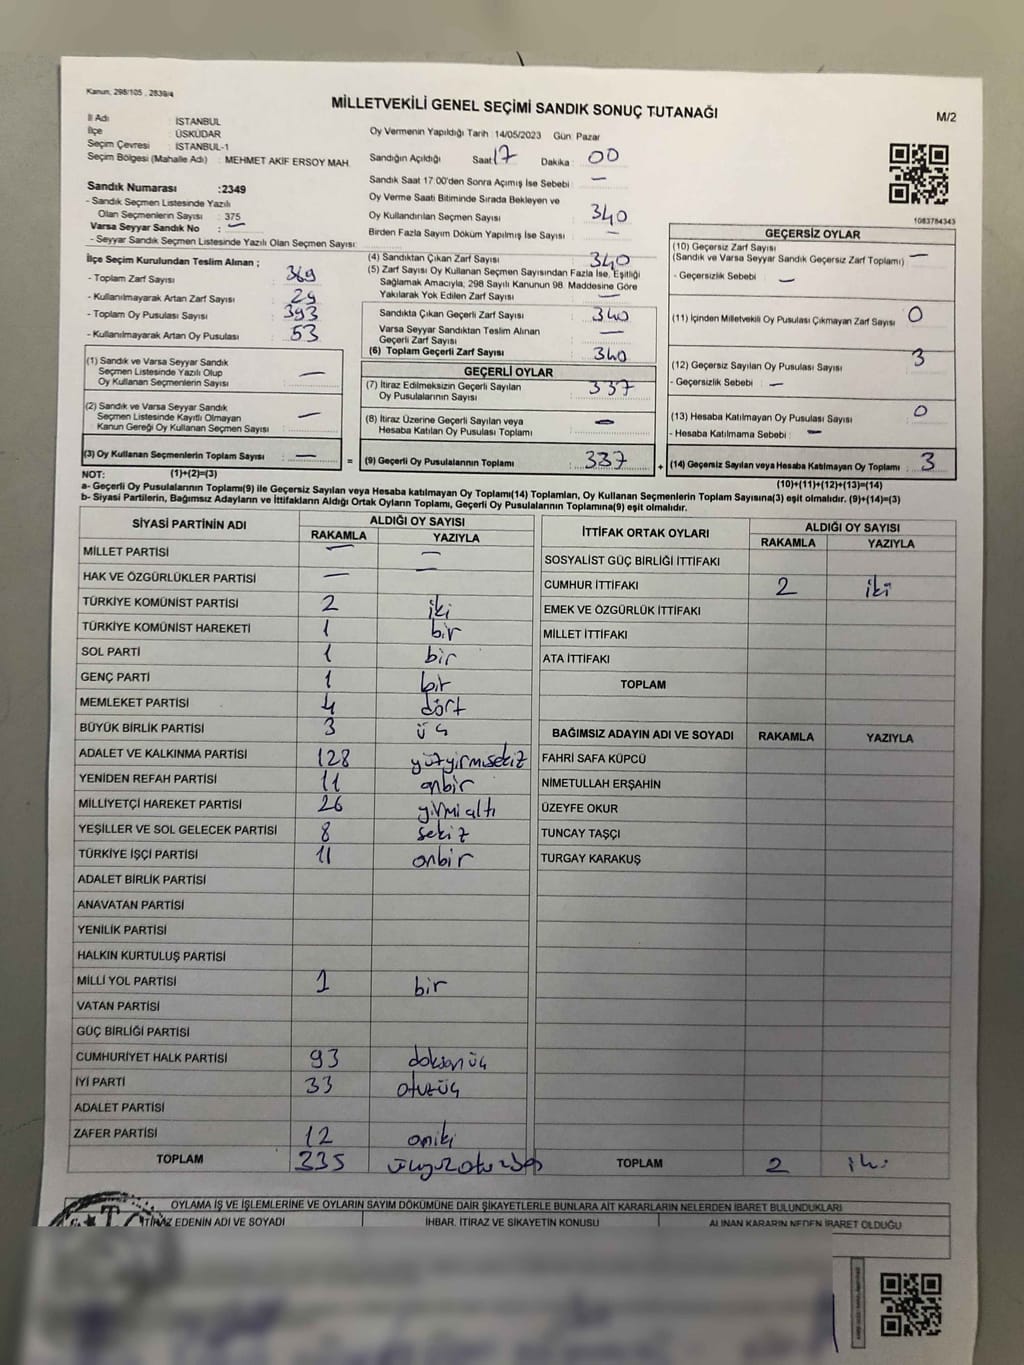 Kanun, 298/105 , 2839/4
MİLLETVEKİLİ GENEL SEÇİMİ SANDIK SONUÇ TUTANAĞI
M/2
İl Adı : İSTANBUL
İlçe : ÜSKÜDAR
Seçim Çevresi : İSTANBUL-1
Seçim Bölgesi (Mahalle Adı) : MEHMET AKİF ERSOY MAH.
Sandık Numarası :2349
- Sandık Seçmen Listesinde Yazılı
Olan Seçmenlerin Sayısı : 375
Varsa Seyyar Sandık No : —
- Seyyar Sandık Seçmen Listesinde Yazılı Olan Seçmen Sayısı:
İlçe Seçim Kurulundan Teslim Alınan ;
- Toplam Zarf Sayısı : 369
- Kullanılmayarak Artan Zarf Sayısı : 29
- Toplam Oy Pusulası Sayısı : 393
- Kullanılmayarak Artan Oy Pusulası : 53
(1) Sandık ve Varsa Seyyar Sandık
Seçmen Listesinde Yazılı Olup
Oy Kullanan Seçmenlerin Sayısı : —
(2) Sandık ve Varsa Seyyar Sandık
Seçmen Listesinde Kayıtlı Olmayan
Kanun Gereği Oy Kullanan Seçmen Sayısı : —
(3) Oy Kullanan Seçmenlerin Toplam Sayısı : —
Oy Vermenin Yapıldığı Tarih :14/05/2023 Gün: Pazar
Sandığın Açıldığı Saat: 17 Dakika : 00
Sandık Saat 17:00'den Sonra Açımış İse Sebebi : —
Oy Verme Saati Bitiminde Sırada Bekleyen ve
Oy Kullandırılan Seçmen Sayısı : 340
Birden Fazla Sayım Döküm Yapılmış İse Sayısı : —
(4) Sandıktan Çıkan Zarf Sayısı : 340
(5) Zarf Sayısı Oy Kullanan Seçmen Sayısından Fazla İse, Eşitliği
Sağlamak Amacıyla, 298 Sayılı Kanunun 98. Maddesine Göre
Yakılarak Yok Edilen Zarf Sayısı : —
Sandıkta Çıkan Geçerli Zarf Sayısı : 340
Varsa Seyyar Sandıktan Teslim Alınan
Geçerli Zarf Sayısı : —
(6) Toplam Geçerli Zarf Sayısı : 340
GEÇERLİ OYLAR
(7) İtiraz Edilmeksizin Geçerli Sayılan
Oy Pusulalarının Sayısı : 337
(8) İtiraz Üzerine Geçerli Sayılan veya
Hesaba Katılan Oy Pusulası Toplamı : —
= (9) Geçerli Oy Pusulalarının Toplamı : 337
1083784343
GEÇERSİZ OYLAR
(10) Geçersiz Zarf Sayısı
(Sandık ve Varsa Seyyar Sandık Geçersiz Zarf Toplamı) : —
- Geçersizlik Sebebi : —
(11) İçinden Milletvekili Oy Pusulası Çıkmayan Zarf Sayısı : 0
(12) Geçersiz Sayılan Oy Pusulası Sayısı : 3
- Geçersizlik Sebebi : —
(13) Hesaba Katılmayan Oy Pusulası Sayısı : 0
- Hesaba Katılmama Sebebi : —
+ (14) Geçersiz Sayılan veya Hesaba Katılmayan Oy Toplamı : 3
NOT: (1)+(2)=(3) (10)+(11)+(12)+(13)=(14)
a- Geçerli Oy Pusulalarının Toplamı(9) ile Geçersiz Sayılan veya Hesaba katılmayan Oy Toplamı(14) Toplamları, Oy Kullanan Seçmenlerin Toplam Sayısına(3) eşit olmalıdır. (9)+(14)=(3)
b- Siyasi Partilerin, Bağımsız Adayların ve İttifakların Aldığı Ortak Oyların Toplamı, Geçerli Oy Pusulalarının Toplamına(9) eşit olmalıdır.
SİYASİ PARTİNİN ADI ALDIĞI OY SAYISI
RAKAMLA YAZIYLA
MİLLET PARTİSİ — —
HAK VE ÖZGÜRLÜKLER PARTİSİ — —
TÜRKİYE KOMÜNİST PARTİSİ 2 iki
TÜRKİYE KOMÜNİST HAREKETİ 1 bir
SOL PARTİ 1 bir
GENÇ PARTİ 1 bir
MEMLEKET PARTİSİ 4 dört
BÜYÜK BİRLİK PARTİSİ 3 üç
ADALET VE KALKINMA PARTİSİ 128 yüzyirmisekiz
YENİDEN REFAH PARTİSİ 11 onbir
MİLLİYETÇİ HAREKET PARTİSİ 26 yirmialtı
YEŞİLLER VE SOL GELECEK PARTİSİ 8 sekiz
TÜRKİYE İŞÇİ PARTİSİ 11 onbir
ADALET BİRLİK PARTİSİ
ANAVATAN PARTİSİ
YENİLİK PARTİSİ
HALKIN KURTULUŞ PARTİSİ
MİLLİ YOL PARTİSİ 1 bir
VATAN PARTİSİ
GÜÇ BİRLİĞİ PARTİSİ
CUMHURİYET HALK PARTİSİ 93 doksanüç
İYİ PARTİ 33 otuzüç
ADALET PARTİSİ
ZAFER PARTİSİ 12 oniki
TOPLAM 335 üçyüzotuzbeş
İTTİFAK ORTAK OYLARI ALDIĞI OY SAYISI
RAKAMLA YAZIYLA
SOSYALİST GÜÇ BİRLİĞİ İTTİFAKI
CUMHUR İTTİFAKI 2 iki
EMEK VE ÖZGÜRLÜK İTTİFAKI
MİLLET İTTİFAKI
ATA İTTİFAKI
TOPLAM
BAĞIMSIZ ADAYIN ADI VE SOYADI RAKAMLA YAZIYLA
FAHRİ SAFA KÜPCÜ
NİMETULLAH ERŞAHİN
ÜZEYFE OKUR
TUNCAY TAŞÇI
TURGAY KARAKUŞ
TOPLAM 2 iki
OYLAMA İŞ VE İŞLEMLERİNE VE OYLARIN SAYIM DÖKÜMÜNE DAİR ŞİKAYETLERLE BUNLARA AİT KARARLARIN NELERDEN İBARET BULUNDUKLARI
İTİRAZ EDENİN ADI VE SOYADI İHBAR, İTİRAZ VE ŞİKAYETİN KONUSU ALINAN KARARIN NEDEN İBARET OLDUĞU